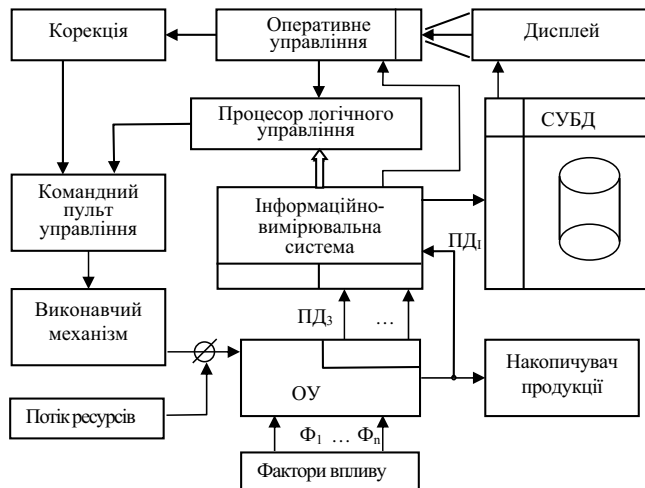 Корекція
Оперативне
управління
Дисплей
Процесор логічного
управління
СУБД
Командний
пульт
управління
Інформаційно-
вимірювальна
система
ПДІ
Виконавчий
механізм
ПД3
...
Накопичувач
продукції
ОУ
Потік ресурсів
Ф1 ... Фn
Фактори впливу